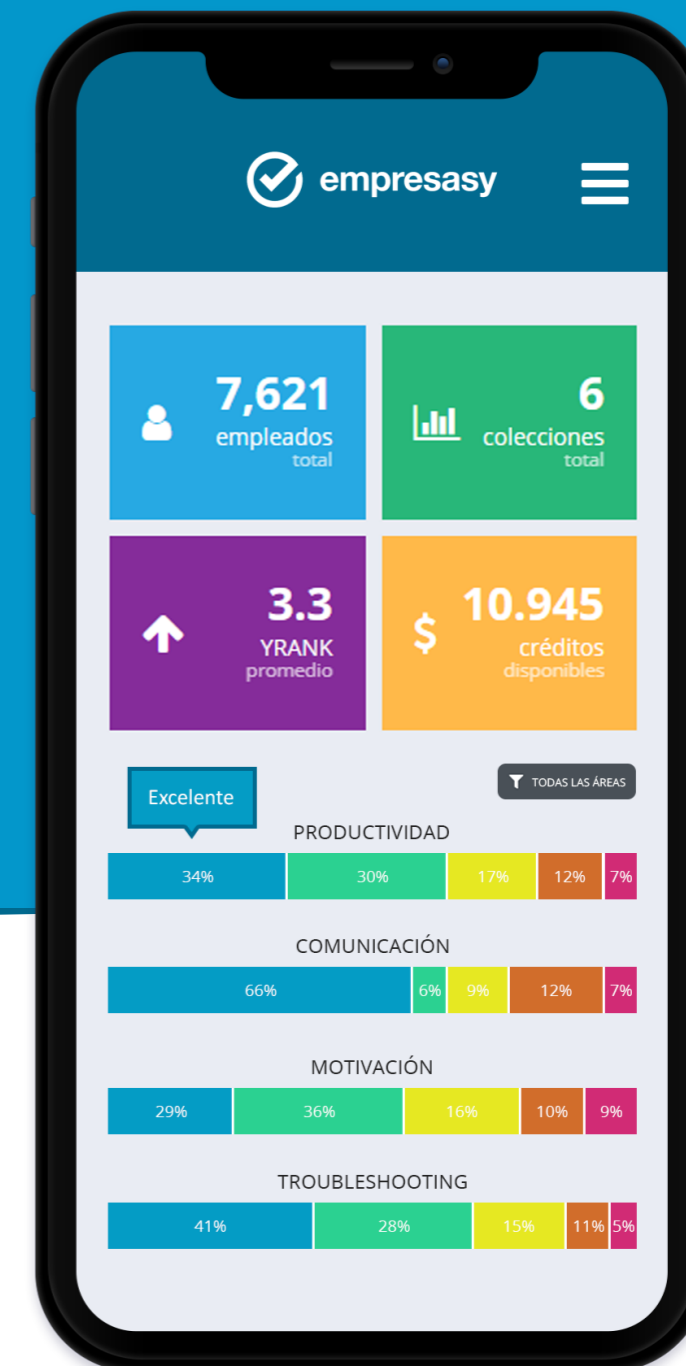 empresasy
7,621
empleados
total
6
colecciones
total
3.3
YRANK
promedio
$ 10.945
créditos
disponibles
Excelente
TODAS LAS ÁREAS
PRODUCTIVIDAD
34% 30% 17% 12% 7%
COMUNICACIÓN
66% 6% 9% 12% 7%
MOTIVACIÓN
29% 36% 16% 10% 9%
TROUBLESHOOTING
41% 28% 15% 11% 5%